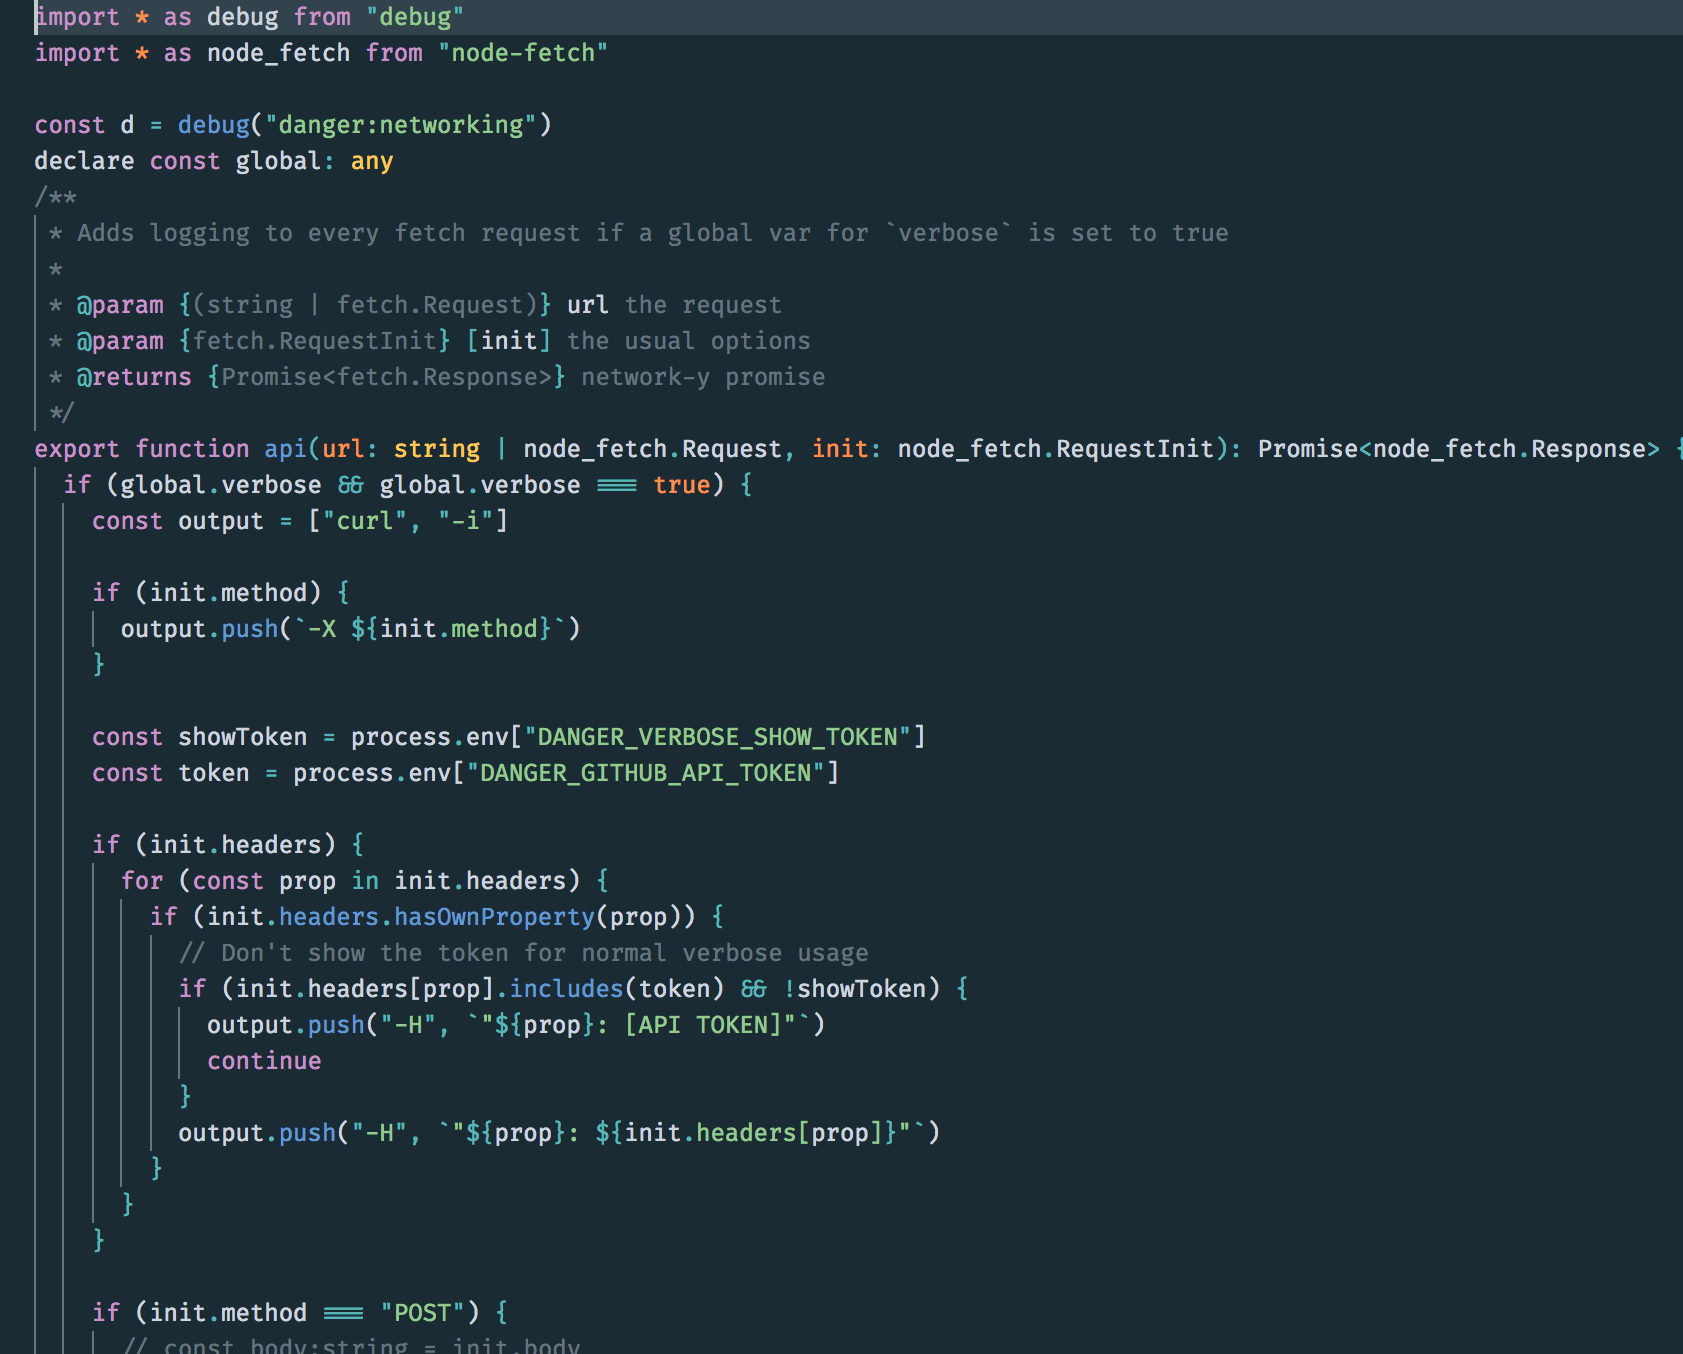 import * as debug from "debug"
import * as node_fetch from "node-fetch"
const d = debug("danger:networking")
declare const global: any
/**
* Adds logging to every fetch request if a global var for `verbose` is set to true
*
* @param {(string | fetch.Request)} url the request
* @param {fetch.RequestInit} [init] the usual options
* @returns {Promise<fetch.Response>} network-y promise
*/
export function api(url: string | node_fetch.Request, init: node_fetch.RequestInit): Promise<node_fetch.Response> {
if (global.verbose && global.verbose === true) {
const output = ["curl", "-i"]
if (init.method) {
output.push(`-X ${init.method}`)
}
const showToken = process.env["DANGER_VERBOSE_SHOW_TOKEN"]
const token = process.env["DANGER_GITHUB_API_TOKEN"]
if (init.headers) {
for (const prop in init.headers) {
if (init.headers.hasOwnProperty(prop)) {
// Don't show the token for normal verbose usage
if (init.headers[prop].includes(token) && !showToken) {
output.push("-H", `"${prop}: [API TOKEN]"`)
continue
}
output.push("-H", `"${prop}: ${init.headers[prop]}"`)
}
}
}
if (init.method === "POST") {
// const body:string = init.body